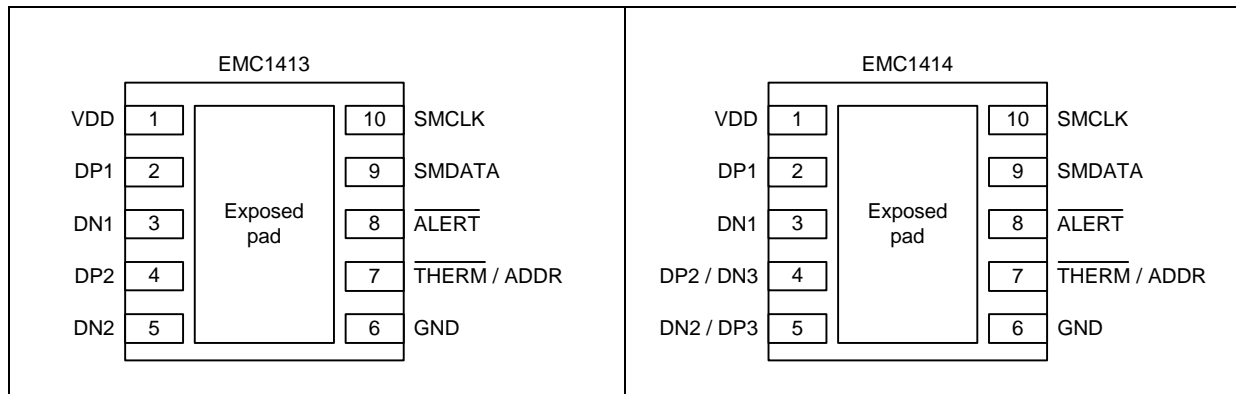 EMC1413
VDD 1 10 SMCLK
DP1 2 9 SMDATA
DN1 3 Exposed pad 8 ALERT
DP2 4 7 THERM / ADDR
DN2 5 6 GND
EMC1414
VDD 1 10 SMCLK
DP1 2 9 SMDATA
DN1 3 Exposed pad 8 ALERT
DP2 / DN3 4 7 THERM / ADDR
DN2 / DP3 5 6 GND